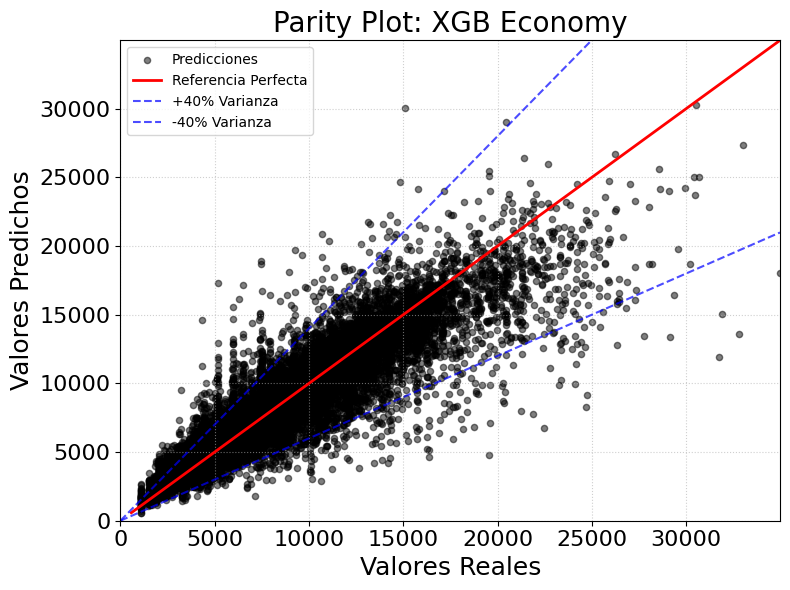 Parity Plot: XGB Economy
Predicciones
Referencia Perfecta
+40% Varianza
-40% Varianza
Valores Predichos
30000
25000
20000
15000
10000
5000
0
0 5000 10000 15000 20000 25000 30000
Valores Reales